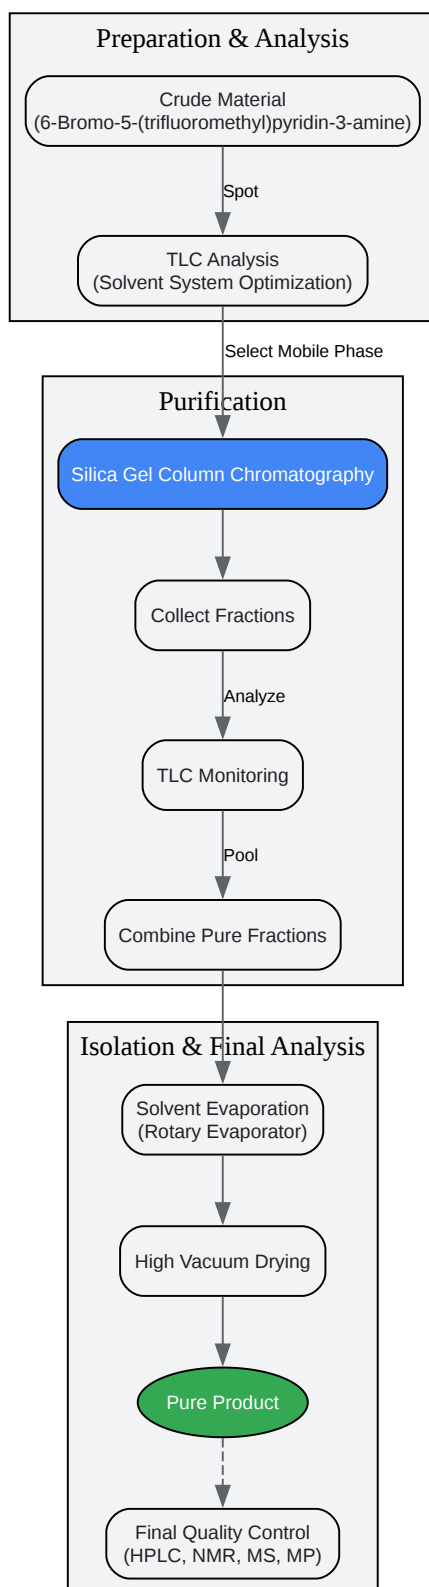 Preparation & Analysis
Crude Material
(6-Bromo-5-(trifluoromethyl)pyridin-3-amine)
Spot
TLC Analysis
(Solvent System Optimization)
Select Mobile Phase
Purification
Silica Gel Column Chromatography
Collect Fractions
Analyze
TLC Monitoring
Pool
Combine Pure Fractions
Isolation & Final Analysis
Solvent Evaporation
(Rotary Evaporator)
High Vacuum Drying
Pure Product
Final Quality Control
(HPLC, NMR, MS, MP)